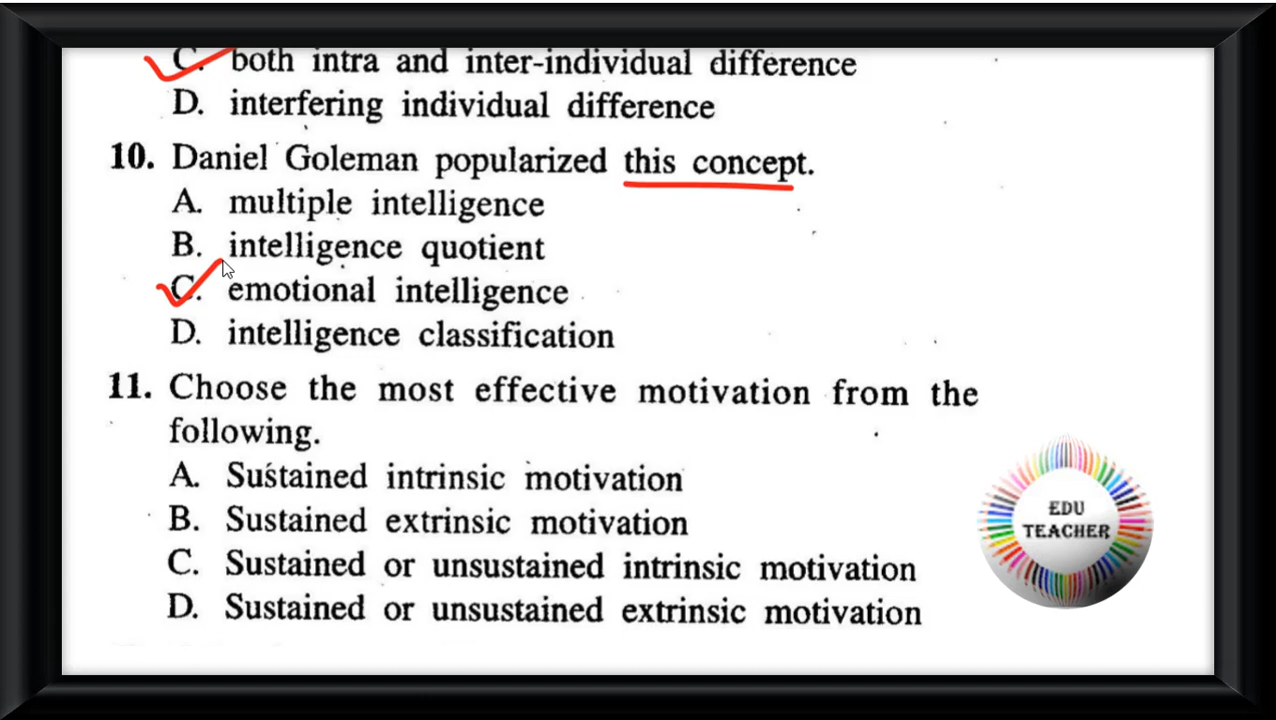 C. both intra and inter-individual difference
D. interfering individual difference
10. Daniel Goleman popularized this concept.
A. multiple intelligence
B. intelligence quotient
C. emotional intelligence
D. intelligence classification
11. Choose the most effective motivation from the
following.
A. Sustained intrinsic motivation
B. Sustained extrinsic motivation
C. Sustained or unsustained intrinsic motivation
D. Sustained or unsustained extrinsic motivation
EDU
TEACHER